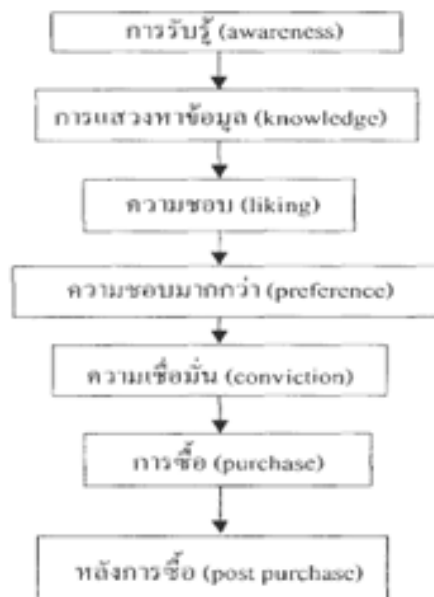 การรับรู้ (awareness)
การแสวงหาข้อมูล (knowledge)
ความชอบ (liking)
ความชอบมากกว่า (preference)
ความเชื่อมั่น (conviction)
การซื้อ (purchase)
หลังการซื้อ (post purchase)